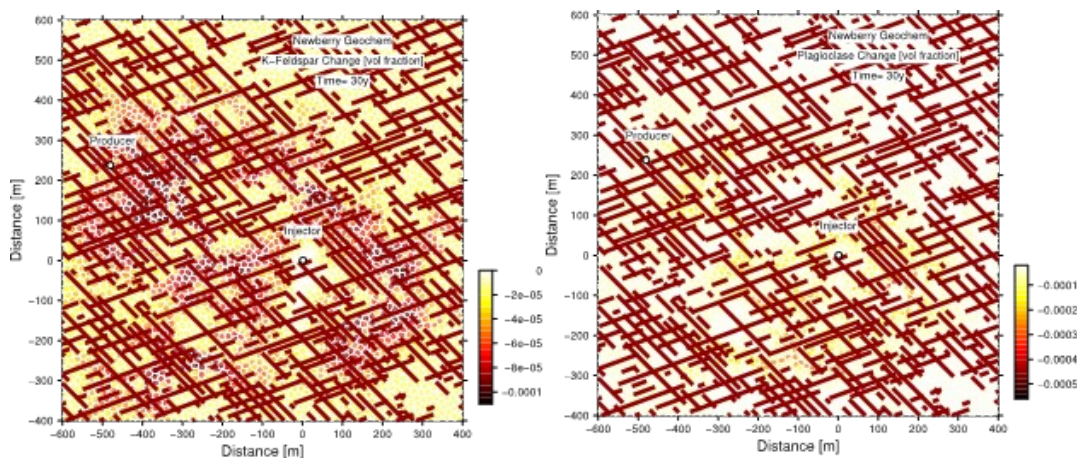 600
500
400
300
200
100
0
−100
−200
−300
−400
−600 −500 −400 −300 −200 −100 0 100 200 300 400
Distance [m]
Distance [m]
Newberry Geochem
K−Feldspar Change [vol fraction]
Time= 30y
Producer
Injector
0
−2e−05
−4e−05
−6e−05
−8e−05
−0.0001
600
500
400
300
200
100
0
−100
−200
−300
−400
−600 −500 −400 −300 −200 −100 0 100 200 300 400
Distance [m]
Distance [m]
Newberry Geochem
Plagioclase Change [vol fraction]
Time= 30y
Producer
Injector
−0.0001
−0.0002
−0.0003
−0.0004
−0.0005